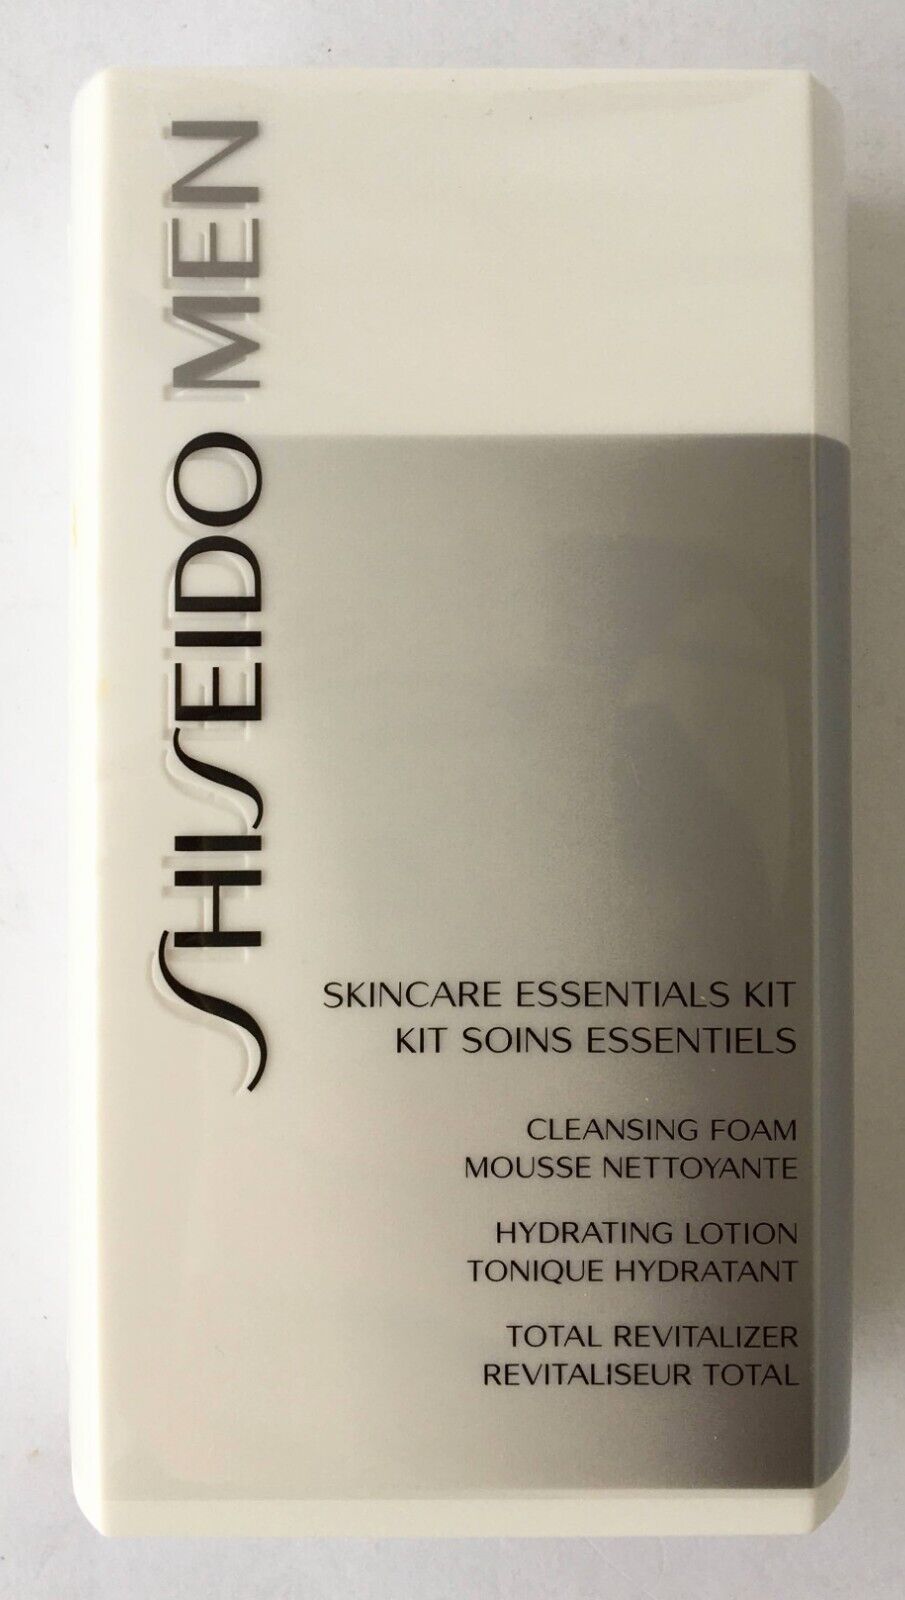 SHISEIDO MEN
SKINCARE ESSENTIALS KIT
KIT SOINS ESSENTIELS
CLEANSING FOAM
MOUSSE NETTOYANTE
HYDRATING LOTION
TONIQUE HYDRATANT
TOTAL REVITALIZER
REVITALISEUR TOTAL